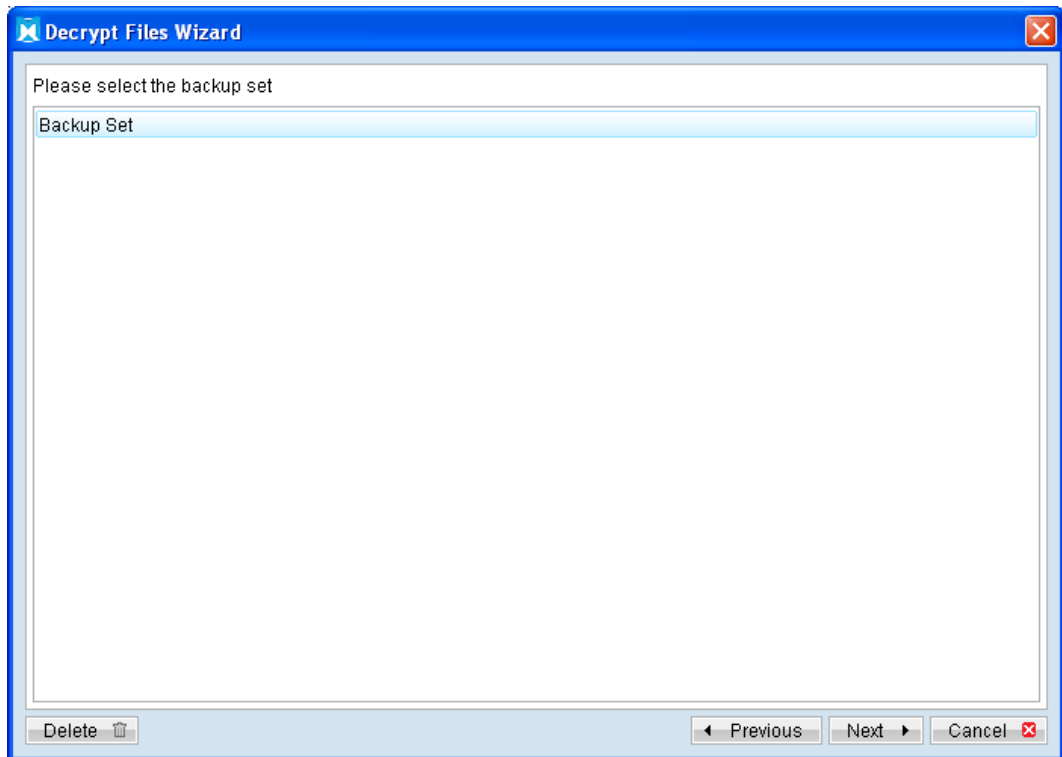 Decrypt Files Wizard
Please select the backup set
Backup Set
Delete
Previous
Next
Cancel